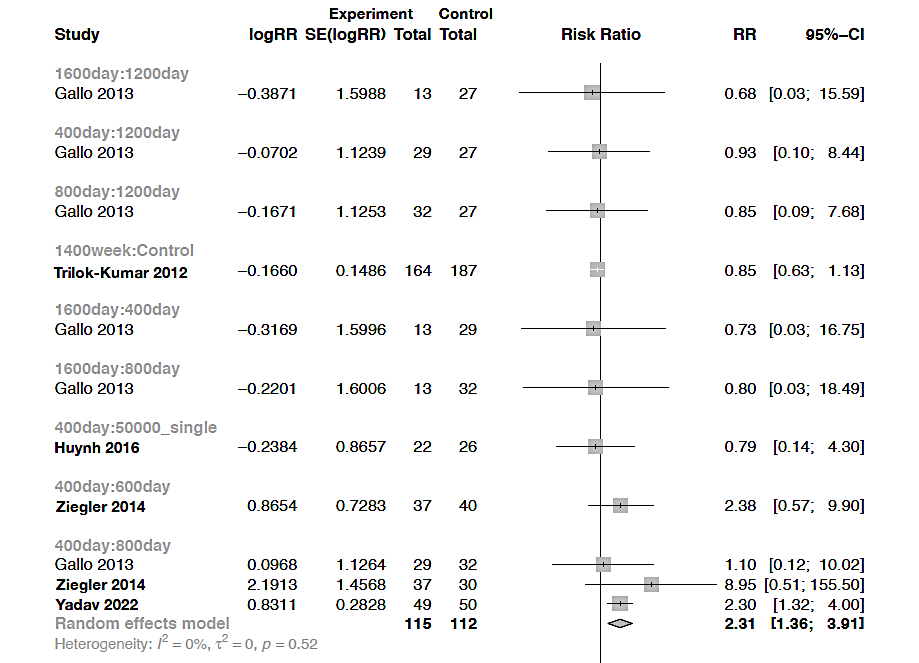 Experiment Control
Study logRR SE(logRR) Total Total Risk Ratio RR 95%−CI
1600day:1200day
Gallo 2013 −0.3871 1.5988 13 27 0.68 [0.03; 15.59]
400day:1200day
Gallo 2013 −0.0702 1.1239 29 27 0.93 [0.10; 8.44]
800day:1200day
Gallo 2013 −0.1671 1.1253 32 27 0.85 [0.09; 7.68]
1400week:Control
Trilok-Kumar 2012 −0.1660 0.1486 164 187 0.85 [0.63; 1.13]
1600day:400day
Gallo 2013 −0.3169 1.5996 13 29 0.73 [0.03; 16.75]
1600day:800day
Gallo 2013 −0.2201 1.6006 13 32 0.80 [0.03; 18.49]
400day:50000_single
Huynh 2016 −0.2384 0.8657 22 26 0.79 [0.14; 4.30]
400day:600day
Ziegler 2014 0.8654 0.7283 37 40 2.38 [0.57; 9.90]
400day:800day
Gallo 2013 0.0968 1.1264 29 32 1.10 [0.12; 10.02]
Ziegler 2014 2.1913 1.4568 37 30 8.95 [0.51; 155.50]
Yadav 2022 0.8311 0.2828 49 50 2.30 [1.32; 4.00]
Random effects model 115 112 2.31 [1.36; 3.91]
Heterogeneity: I² = 0%, τ² = 0, p = 0.52